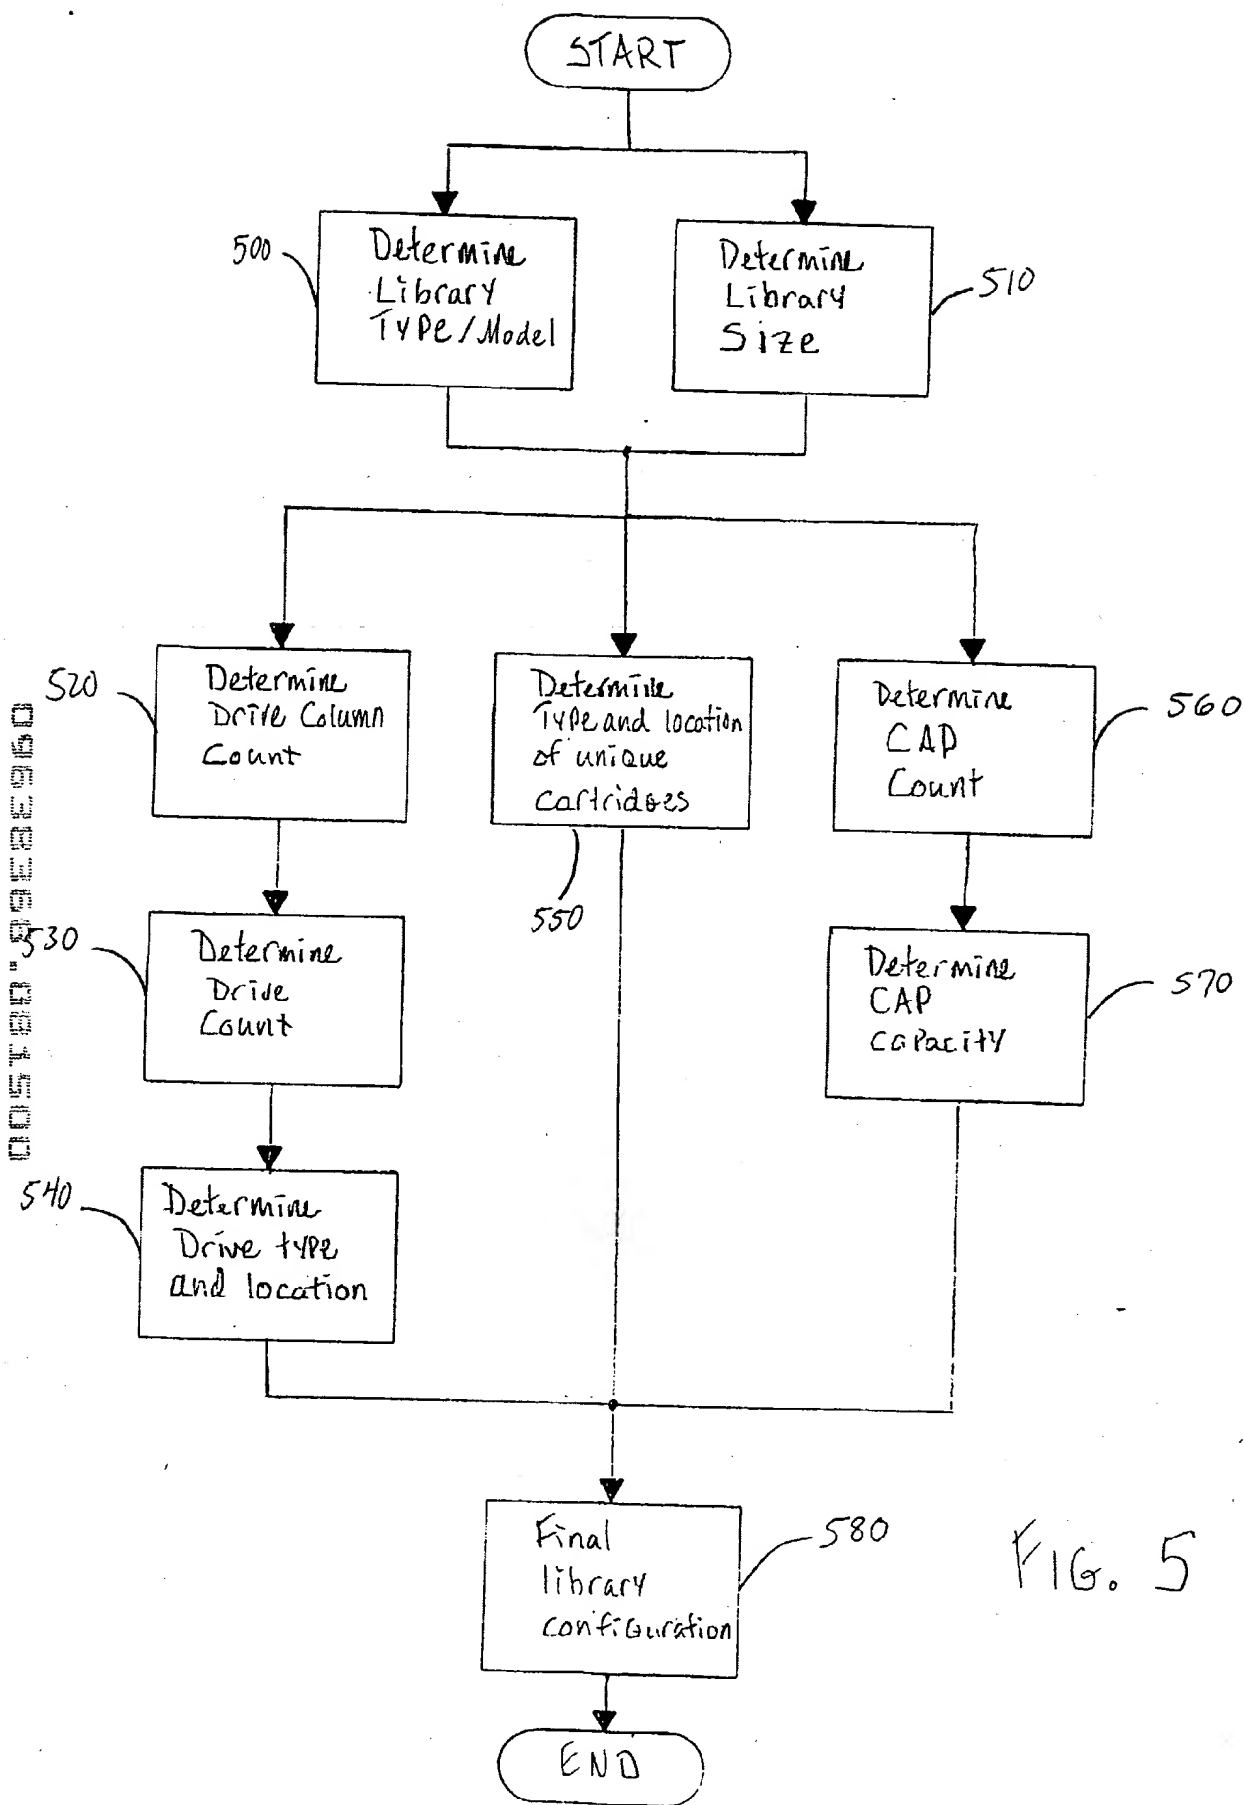 START
500
Determine
Library
Type/Model
Determine
Library
Size
510
520
Determine
Drive Column
Count
Determine
Type and location
of unique
cartridges
550
Determine
CAP
Count
560
530
Determine
Drive
Count
Determine
CAP
capacity
570
540
Determine
Drive type
and location
Final
library
configuration
580
END
FIG. 5
09638368.081500